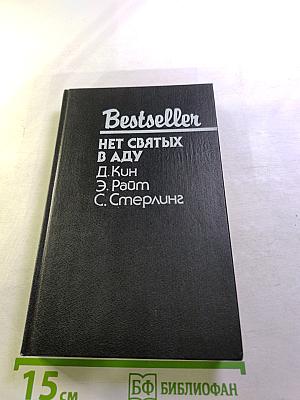 Bestseller
НЕТ СВЯТЫХ
В АДУ
Д. Кин
Э. Райт
С. Стерлинг
15 см
БФ БИБЛИОФАН